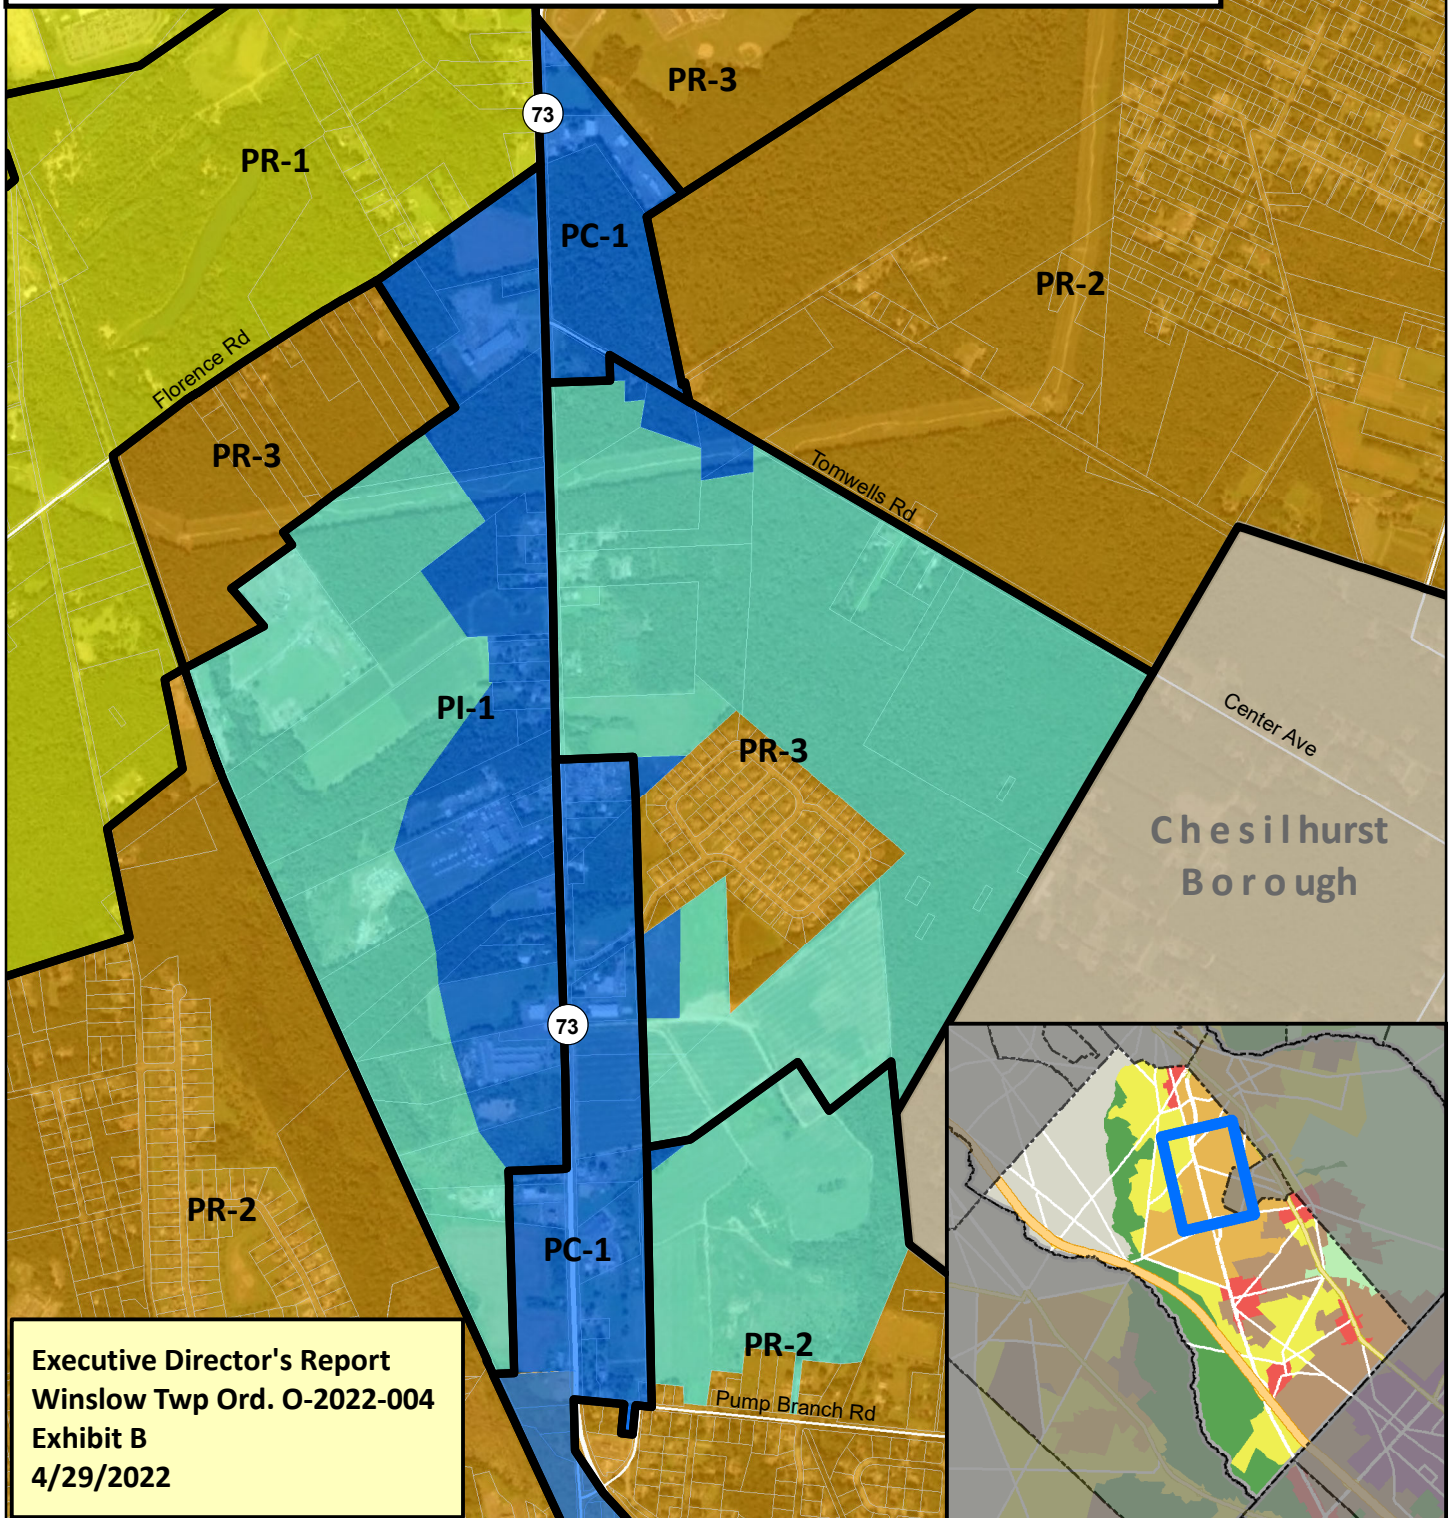 PR-3
73
PR-1
PC-1
PR-2
Florence Rd
PR-3
Tomwells Rd
PI-1
Center Ave
PR-3
Chesilhurst
Borough
73
PR-2
PC-1
PR-2
Pump Branch Rd
Executive Director's Report
Winslow Twp Ord. O-2022-004
Exhibit B
4/29/2022